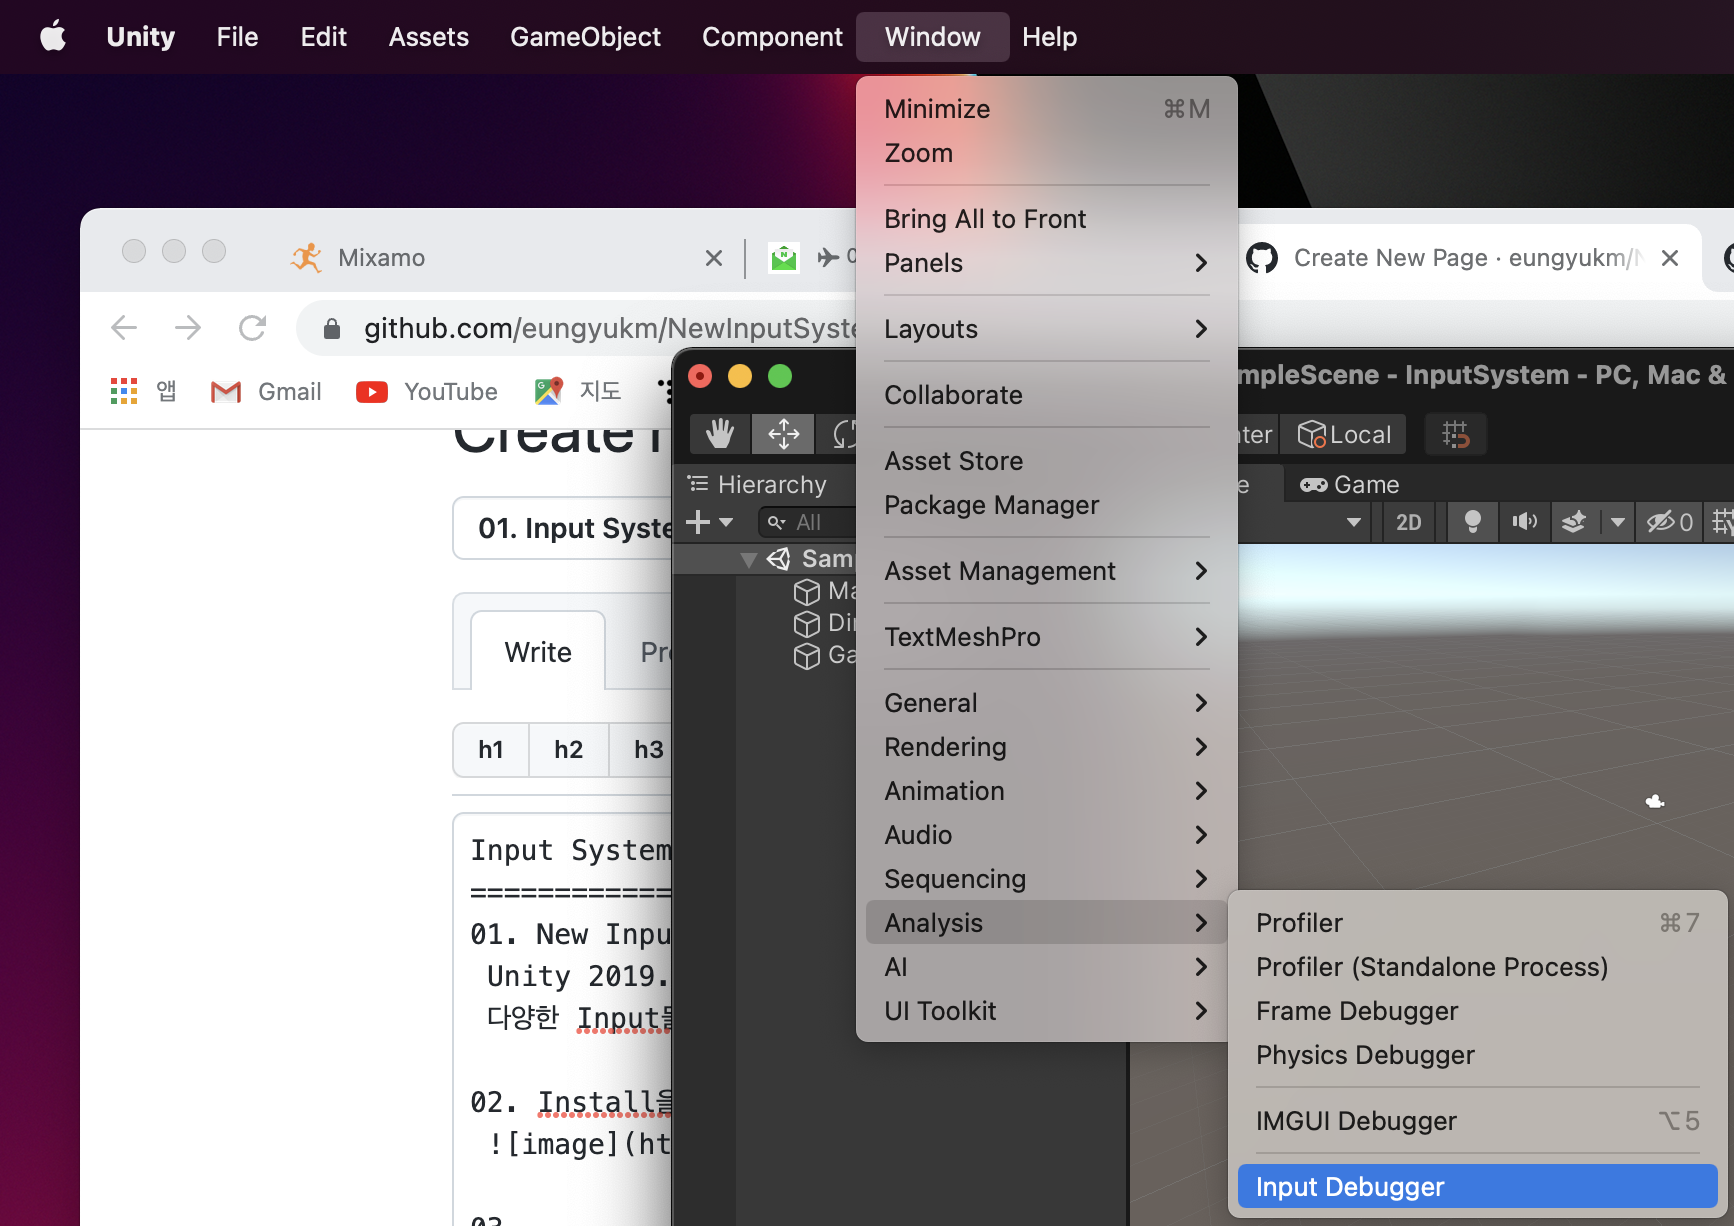 Unity File Edit Assets GameObject Component Window Help
Minimize ⌘M
Zoom
Bring All to Front
Panels
Layouts
Collaborate
Asset Store
Package Manager
Asset Management
TextMeshPro
General
Rendering
Animation
Audio
Sequencing
Analysis
AI
UI Toolkit
Profiler ⌘7
Profiler (Standalone Process)
Frame Debugger
Physics Debugger
IMGUI Debugger ⌥5
Input Debugger
Mixamo
Create New Page · eungyukm/
github.com/eungyukm/NewInputSyste
앱 Gmail YouTube 지도
Create
01. Input Syste
Write
h1 h2 h3
Input System
============
01. New Inpu
Unity 2019.
다양한 Input들
02. Install을
![image](ht
03
mpleScene - InputSystem - PC, Mac &
Local
Hierarchy
Game
All
2D
0
Sam
Ma
Di
Ga